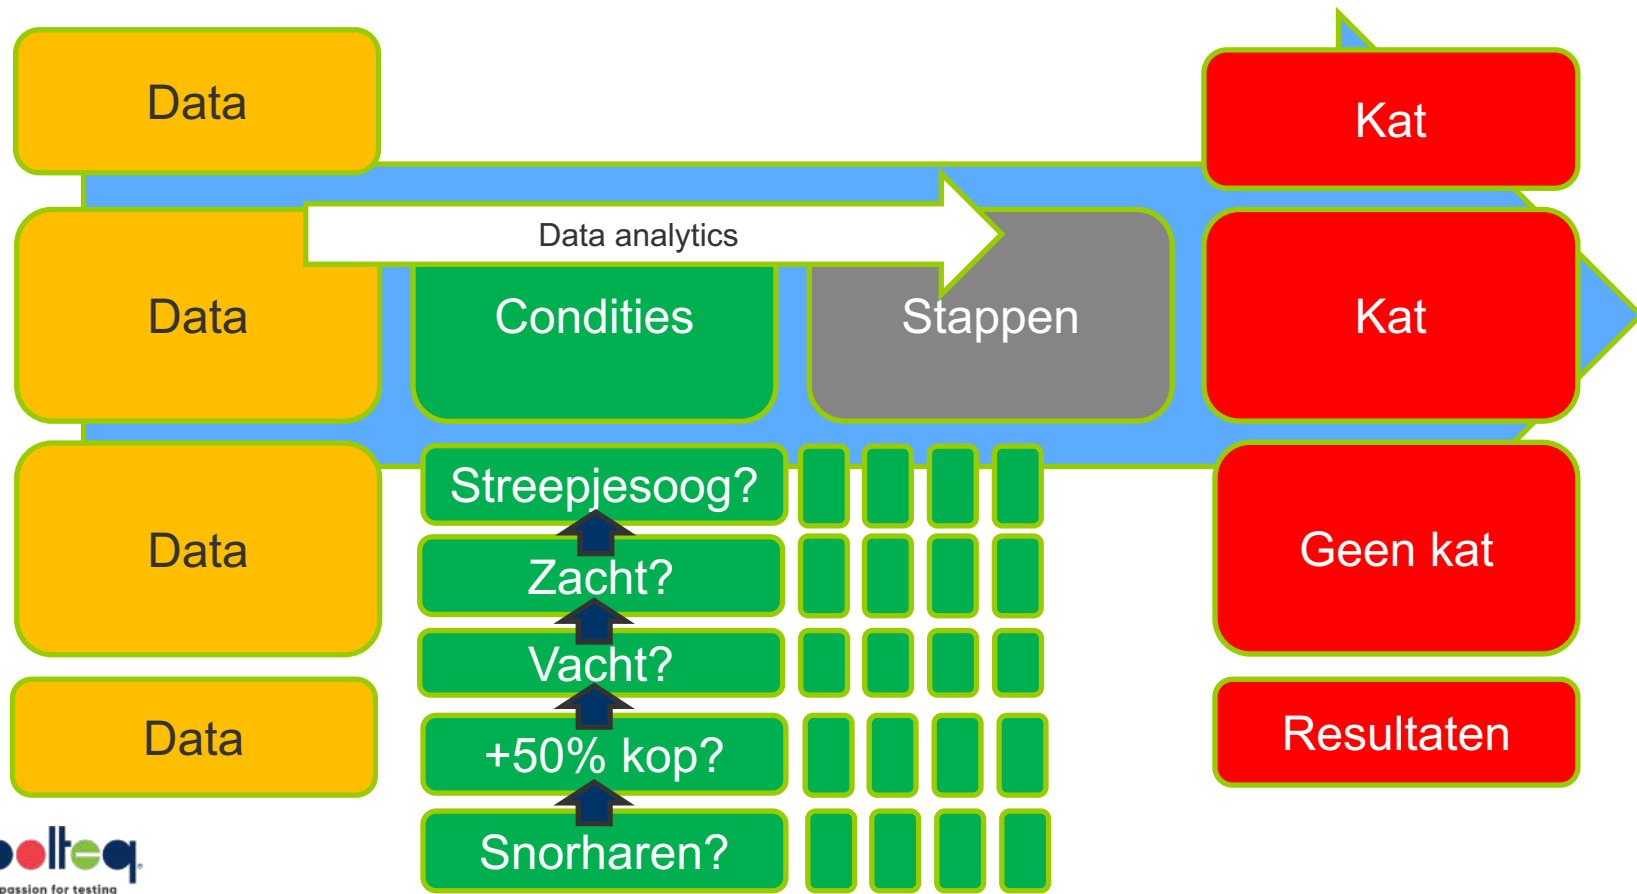 Data
Kat
Data analytics
Data
Condities
Stappen
Kat
Streepjesoog?
Data
Zacht?
Geen kat
Vacht?
Data
+50% kop?
Resultaten
Snorharen?
polteq
passion for testing